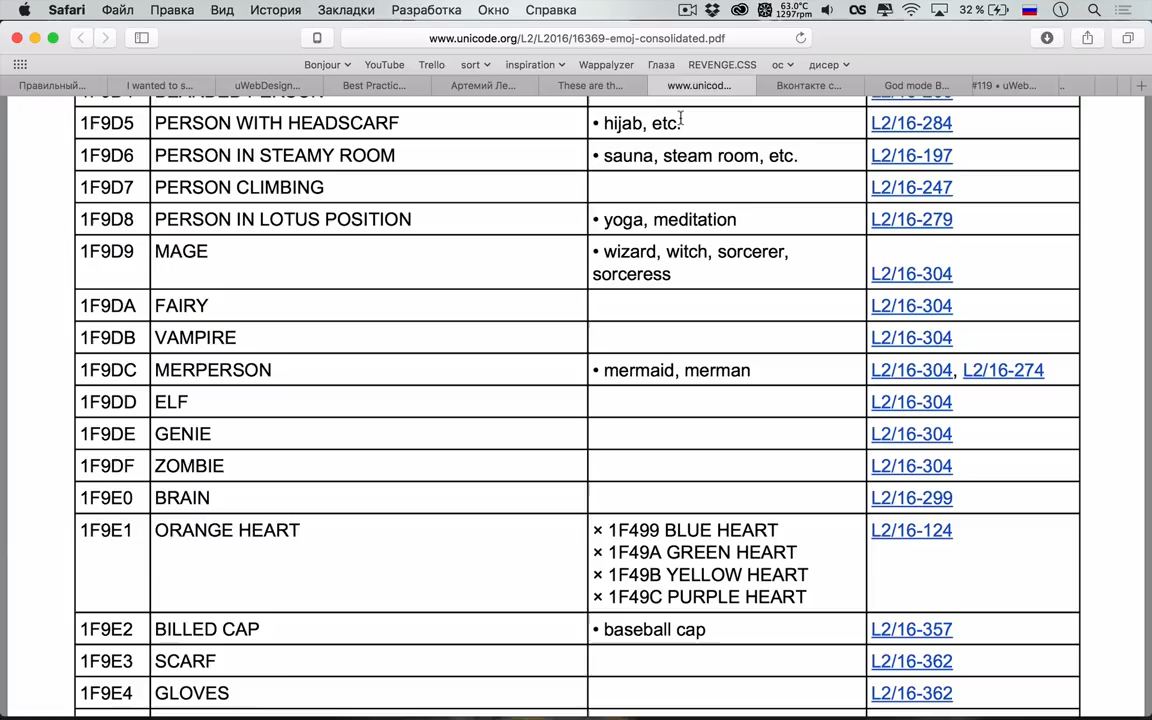 Safari Файл Правка Вид История Закладки Разработка Окно Справка 63.0°C 1297rpm OS 32 %
www.unicode.org/L2/L2016/16369-emoj-consolidated.pdf
Bonjour YouTube Trello sort inspiration Wappalyzer Глаза REVENGE.CSS ос дисер
Правильный... I wanted to s... uWebDesign... Best Practic... Артемий Ле... These are th... www.unicod... Вконтакте с... God mode В... #119 • uWeb...
1F9D5 PERSON WITH HEADSCARF • hijab, etc. L2/16-284
1F9D6 PERSON IN STEAMY ROOM • sauna, steam room, etc. L2/16-197
1F9D7 PERSON CLIMBING L2/16-247
1F9D8 PERSON IN LOTUS POSITION • yoga, meditation L2/16-279
1F9D9 MAGE • wizard, witch, sorcerer,
sorceress L2/16-304
1F9DA FAIRY L2/16-304
1F9DB VAMPIRE L2/16-304
1F9DC MERPERSON • mermaid, merman L2/16-304, L2/16-274
1F9DD ELF L2/16-304
1F9DE GENIE L2/16-304
1F9DF ZOMBIE L2/16-304
1F9E0 BRAIN L2/16-299
1F9E1 ORANGE HEART × 1F499 BLUE HEART L2/16-124
× 1F49A GREEN HEART
× 1F49B YELLOW HEART
× 1F49C PURPLE HEART
1F9E2 BILLED CAP • baseball cap L2/16-357
1F9E3 SCARF L2/16-362
1F9E4 GLOVES L2/16-362